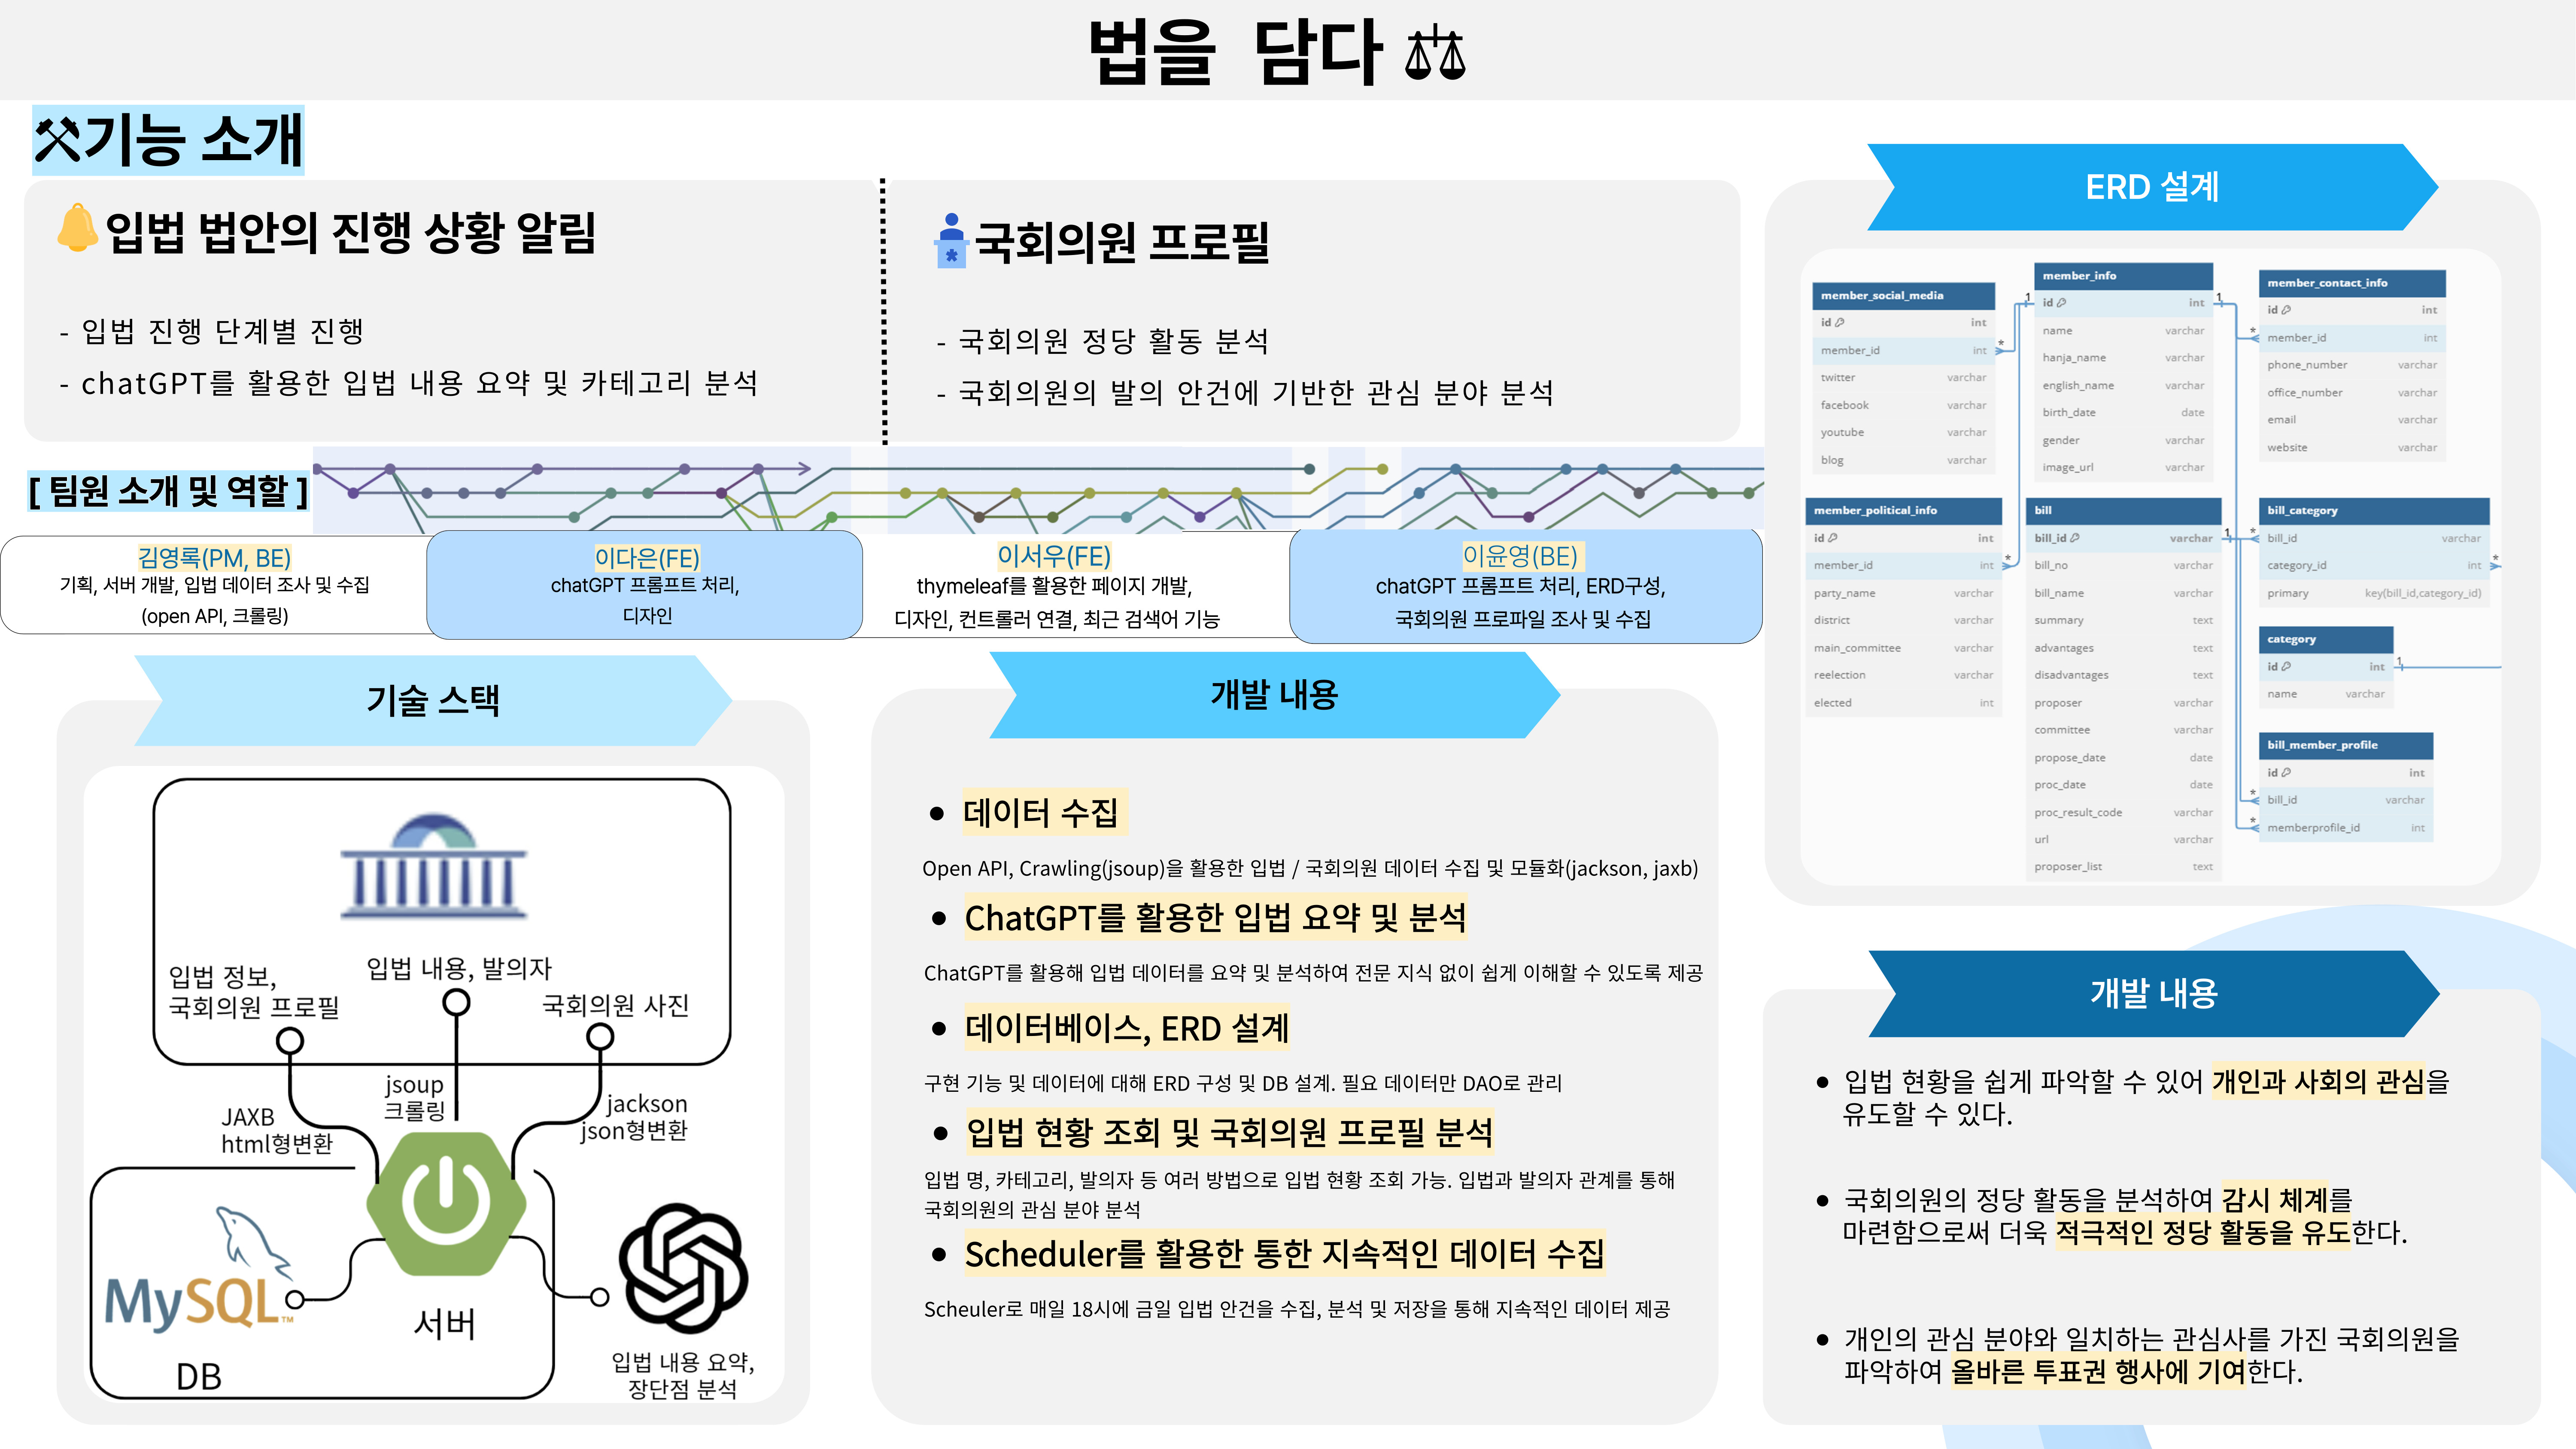 법을 담다
기능 소개
입법 법안의 진행 상황 알림
- 입법 진행 단계별 진행
- chatGPT를 활용한 입법 내용 요약 및 카테고리 분석
국회의원 프로필
- 국회의원 정당 활동 분석
- 국회의원의 발의 안건에 기반한 관심 분야 분석
[ 팀원 소개 및 역할 ]
김영록(PM, BE)
기획, 서버 개발, 입법 데이터 조사 및 수집
(open API, 크롤링)
이다은(FE)
chatGPT 프롬프트 처리,
디자인
이서우(FE)
thymeleaf를 활용한 페이지 개발,
디자인, 컨트롤러 연결, 최근 검색어 기능
이윤영(BE)
chatGPT 프롬프트 처리, ERD구성,
국회의원 프로파일 조사 및 수집
기술 스택
입법 정보,
국회의원 프로필
입법 내용, 발의자
국회의원 사진
JAXB
html형변환
jsoup
크롤링
jackson
json형변환
MySQL™
DB
서버
입법 내용 요약,
장단점 분석
개발 내용
● 데이터 수집
Open API, Crawling(jsoup)을 활용한 입법 / 국회의원 데이터 수집 및 모듈화(jackson, jaxb)
● ChatGPT를 활용한 입법 요약 및 분석
ChatGPT를 활용해 입법 데이터를 요약 및 분석하여 전문 지식 없이 쉽게 이해할 수 있도록 제공
● 데이터베이스, ERD 설계
구현 기능 및 데이터에 대해 ERD 구성 및 DB 설계. 필요 데이터만 DAO로 관리
● 입법 현황 조회 및 국회의원 프로필 분석
입법 명, 카테고리, 발의자 등 여러 방법으로 입법 현황 조회 가능. 입법과 발의자 관계를 통해
국회의원의 관심 분야 분석
● Scheduler를 활용한 통한 지속적인 데이터 수집
Scheuler로 매일 18시에 금일 입법 안건을 수집, 분석 및 저장을 통해 지속적인 데이터 제공
ERD 설계
member_social_media
id int
member_id int
twitter varchar
facebook varchar
youtube varchar
blog varchar
member_info
id int
name varchar
hanja_name varchar
english_name varchar
birth_date date
gender varchar
image_url varchar
member_contact_info
id int
member_id int
phone_number varchar
office_number varchar
email varchar
website varchar
member_political_info
id int
member_id int
party_name varchar
district varchar
main_committee varchar
reelection varchar
elected int
bill
bill_id varchar
bill_no varchar
bill_name varchar
summary text
advantages text
disadvantages text
proposer varchar
committee varchar
propose_date date
proc_date date
proc_result_code varchar
url varchar
proposer_list text
bill_category
bill_id varchar
category_id int
primary key(bill_id,category_id)
category
id int
name varchar
bill_member_profile
id int
bill_id varchar
memberprofile_id int
개발 내용
● 입법 현황을 쉽게 파악할 수 있어 개인과 사회의 관심을
유도할 수 있다.
● 국회의원의 정당 활동을 분석하여 감시 체계를
마련함으로써 더욱 적극적인 정당 활동을 유도한다.
● 개인의 관심 분야와 일치하는 관심사를 가진 국회의원을
파악하여 올바른 투표권 행사에 기여한다.